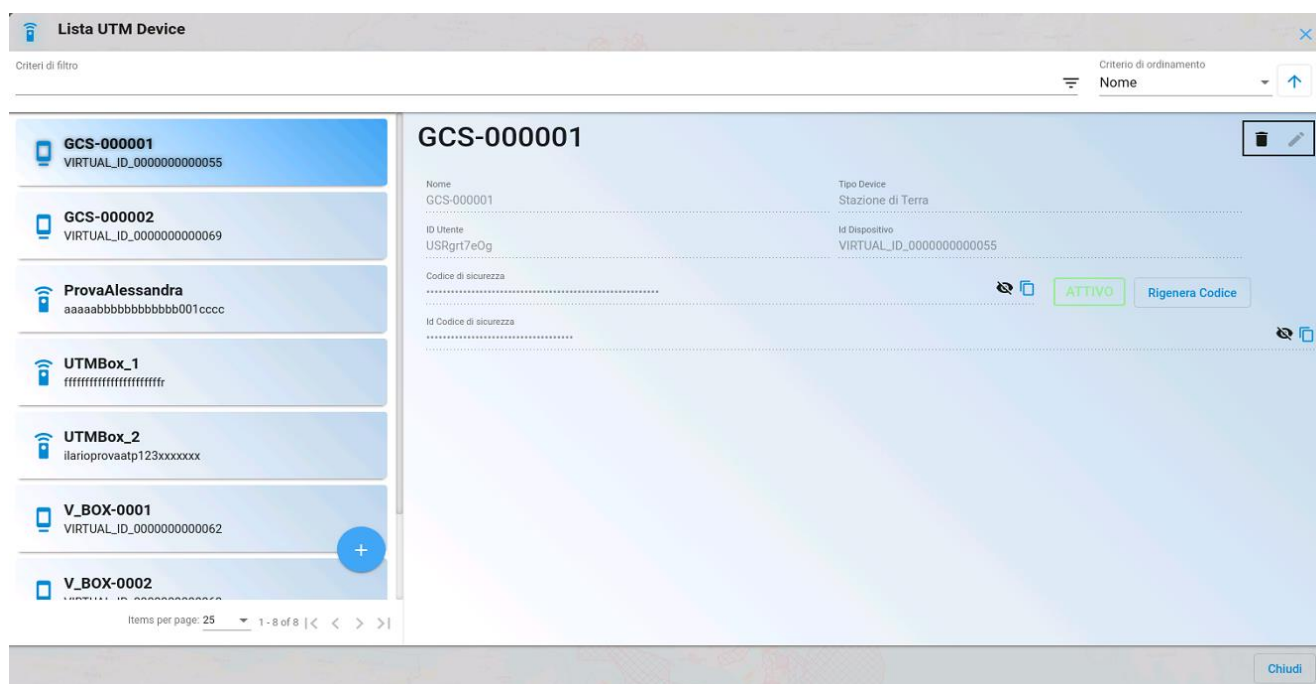 Lista UTM Device
Criteri di filtro
Criterio di ordinamento
Nome
GCS-000001
VIRTUAL_ID_0000000000055
GCS-000002
VIRTUAL_ID_0000000000069
ProvaAlessandra
aaaaabbbbbbbbbbbb001cccc
UTMBox_1
UTMBox_2
ilarioprovaatp123xxxxxxx
V_BOX-0001
VIRTUAL_ID_0000000000062
V_BOX-0002
Items per page: 25 1 - 8 of 8
GCS-000001
Nome
GCS-000001
Tipo Device
Stazione di Terra
ID Utente
USRgrt7eOg
Id Dispositivo
VIRTUAL_ID_0000000000055
Codice di sicurezza
ATTIVO
Rigenera Codice
Id Codice di sicurezza
Chiudi